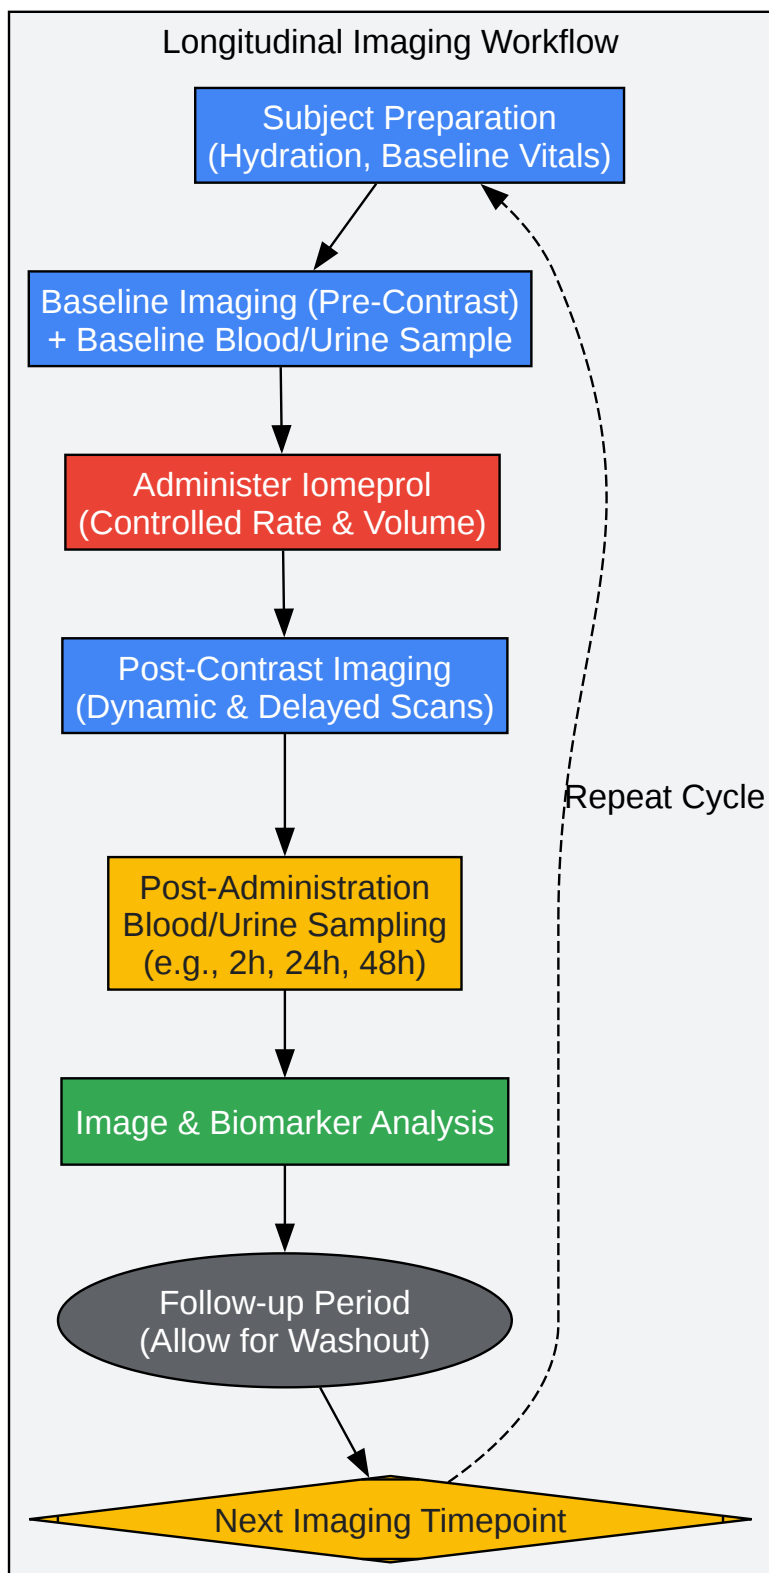 Longitudinal Imaging Workflow
Subject Preparation
(Hydration, Baseline Vitals)
Baseline Imaging (Pre-Contrast)
+ Baseline Blood/Urine Sample
Administer Iomeprol
(Controlled Rate & Volume)
Post-Contrast Imaging
(Dynamic & Delayed Scans)
Repeat Cycle
Post-Administration
Blood/Urine Sampling
(e.g., 2h, 24h, 48h)
Image & Biomarker Analysis
Follow-up Period
(Allow for Washout)
Next Imaging Timepoint